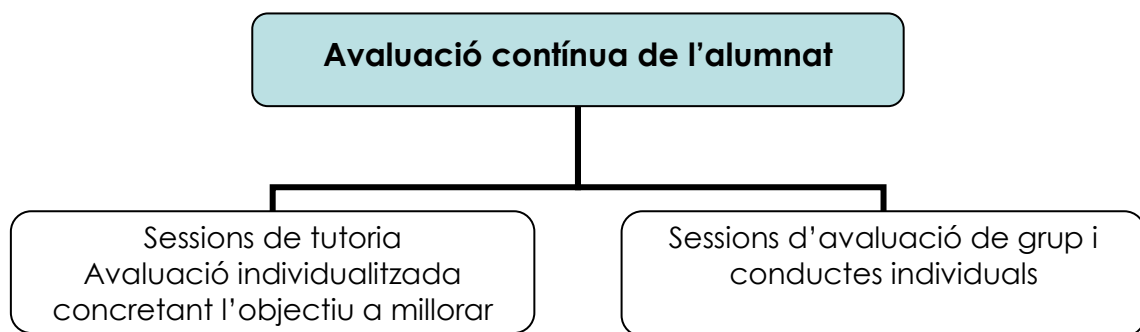 Avaluació contínua de l’alumnat
Sessions de tutoria
Avaluació individualitzada
concretant l’objectiu a millorar
Sessions d’avaluació de grup i
conductes individuals